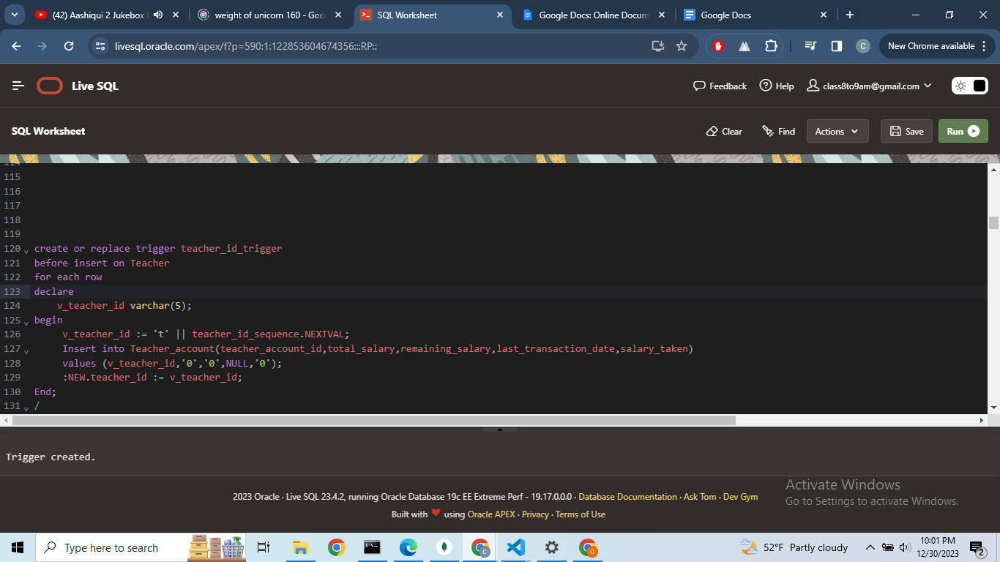 (42) Aashiqui 2 Jukebox
weight of unicorn 160 - Goo
SQL Worksheet
Google Docs: Online Docum
Google Docs
livesql.oracle.com/apex/f?p=590:1:122853604674356:::RP::
C
New Chrome available
Live SQL
Feedback
Help
class8to9am@gmail.com
SQL Worksheet
Clear
Find
Actions
Save
Run
114
115
116
117
118
119
120 create or replace trigger teacher_id_trigger
121 before insert on Teacher
122 for each row
123 declare
124 v_teacher_id varchar(5);
125 begin
126 v_teacher_id := 't' || teacher_id_sequence.NEXTVAL;
127 Insert into Teacher_account(teacher_account_id,total_salary,remaining_salary,last_transaction_date,salary_taken)
128 values (v_teacher_id,'0','0',NULL,'0');
129 :NEW.teacher_id := v_teacher_id;
130 End;
131 /
Trigger created.
Activate Windows
Go to Settings to activate Windows.
2023 Oracle · Live SQL 23.4.2, running Oracle Database 19c EE Extreme Perf - 19.17.0.0.0 · Database Documentation · Ask Tom · Dev Gym
Built with ❤ using Oracle APEX · Privacy · Terms of Use
Type here to search
52°F Partly cloudy
10:01 PM
12/30/2023
2